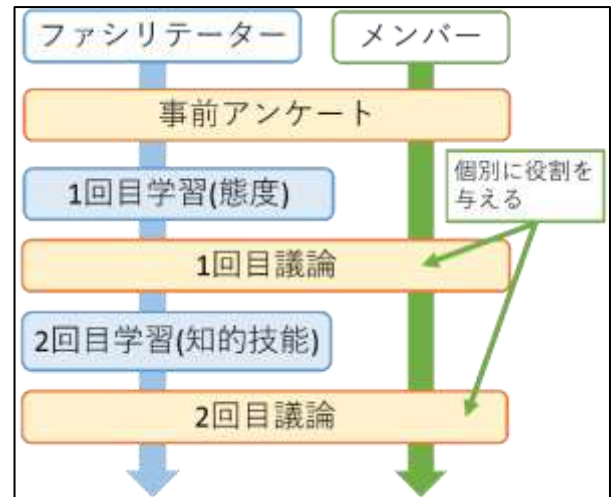 ファシリテーター
メンバー
事前アンケート
1回目学習(態度)
個別に役割を
与える
1回目議論
2回目学習(知的技能)
2回目議論